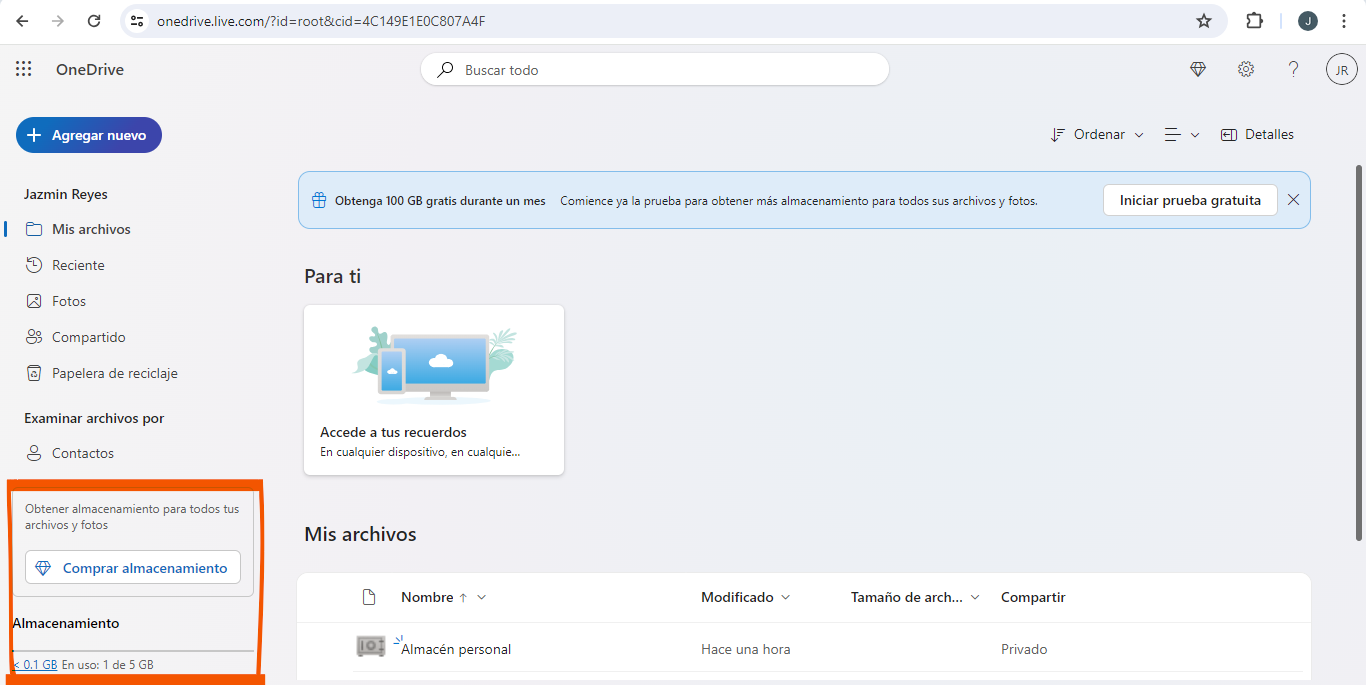 onedrive.live.com/?id=root&cid=4C149E1E0C807A4F
J
OneDrive
Buscar todo
JR
Agregar nuevo
Ordenar
Detalles
Jazmin Reyes
Mis archivos
Reciente
Fotos
Compartido
Papelera de reciclaje
Examinar archivos por
Contactos
Obtener almacenamiento para todos tus
archivos y fotos
Comprar almacenamiento
Almacenamiento
< 0.1 GB En uso: 1 de 5 GB
Obtenga 100 GB gratis durante un mes Comience ya la prueba para obtener más almacenamiento para todos sus archivos y fotos. Iniciar prueba gratuita
Para ti
Accede a tus recuerdos
En cualquier dispositivo, en cualquie...
Mis archivos
Nombre Modificado Tamaño de arch... Compartir
Almacén personal Hace una hora Privado